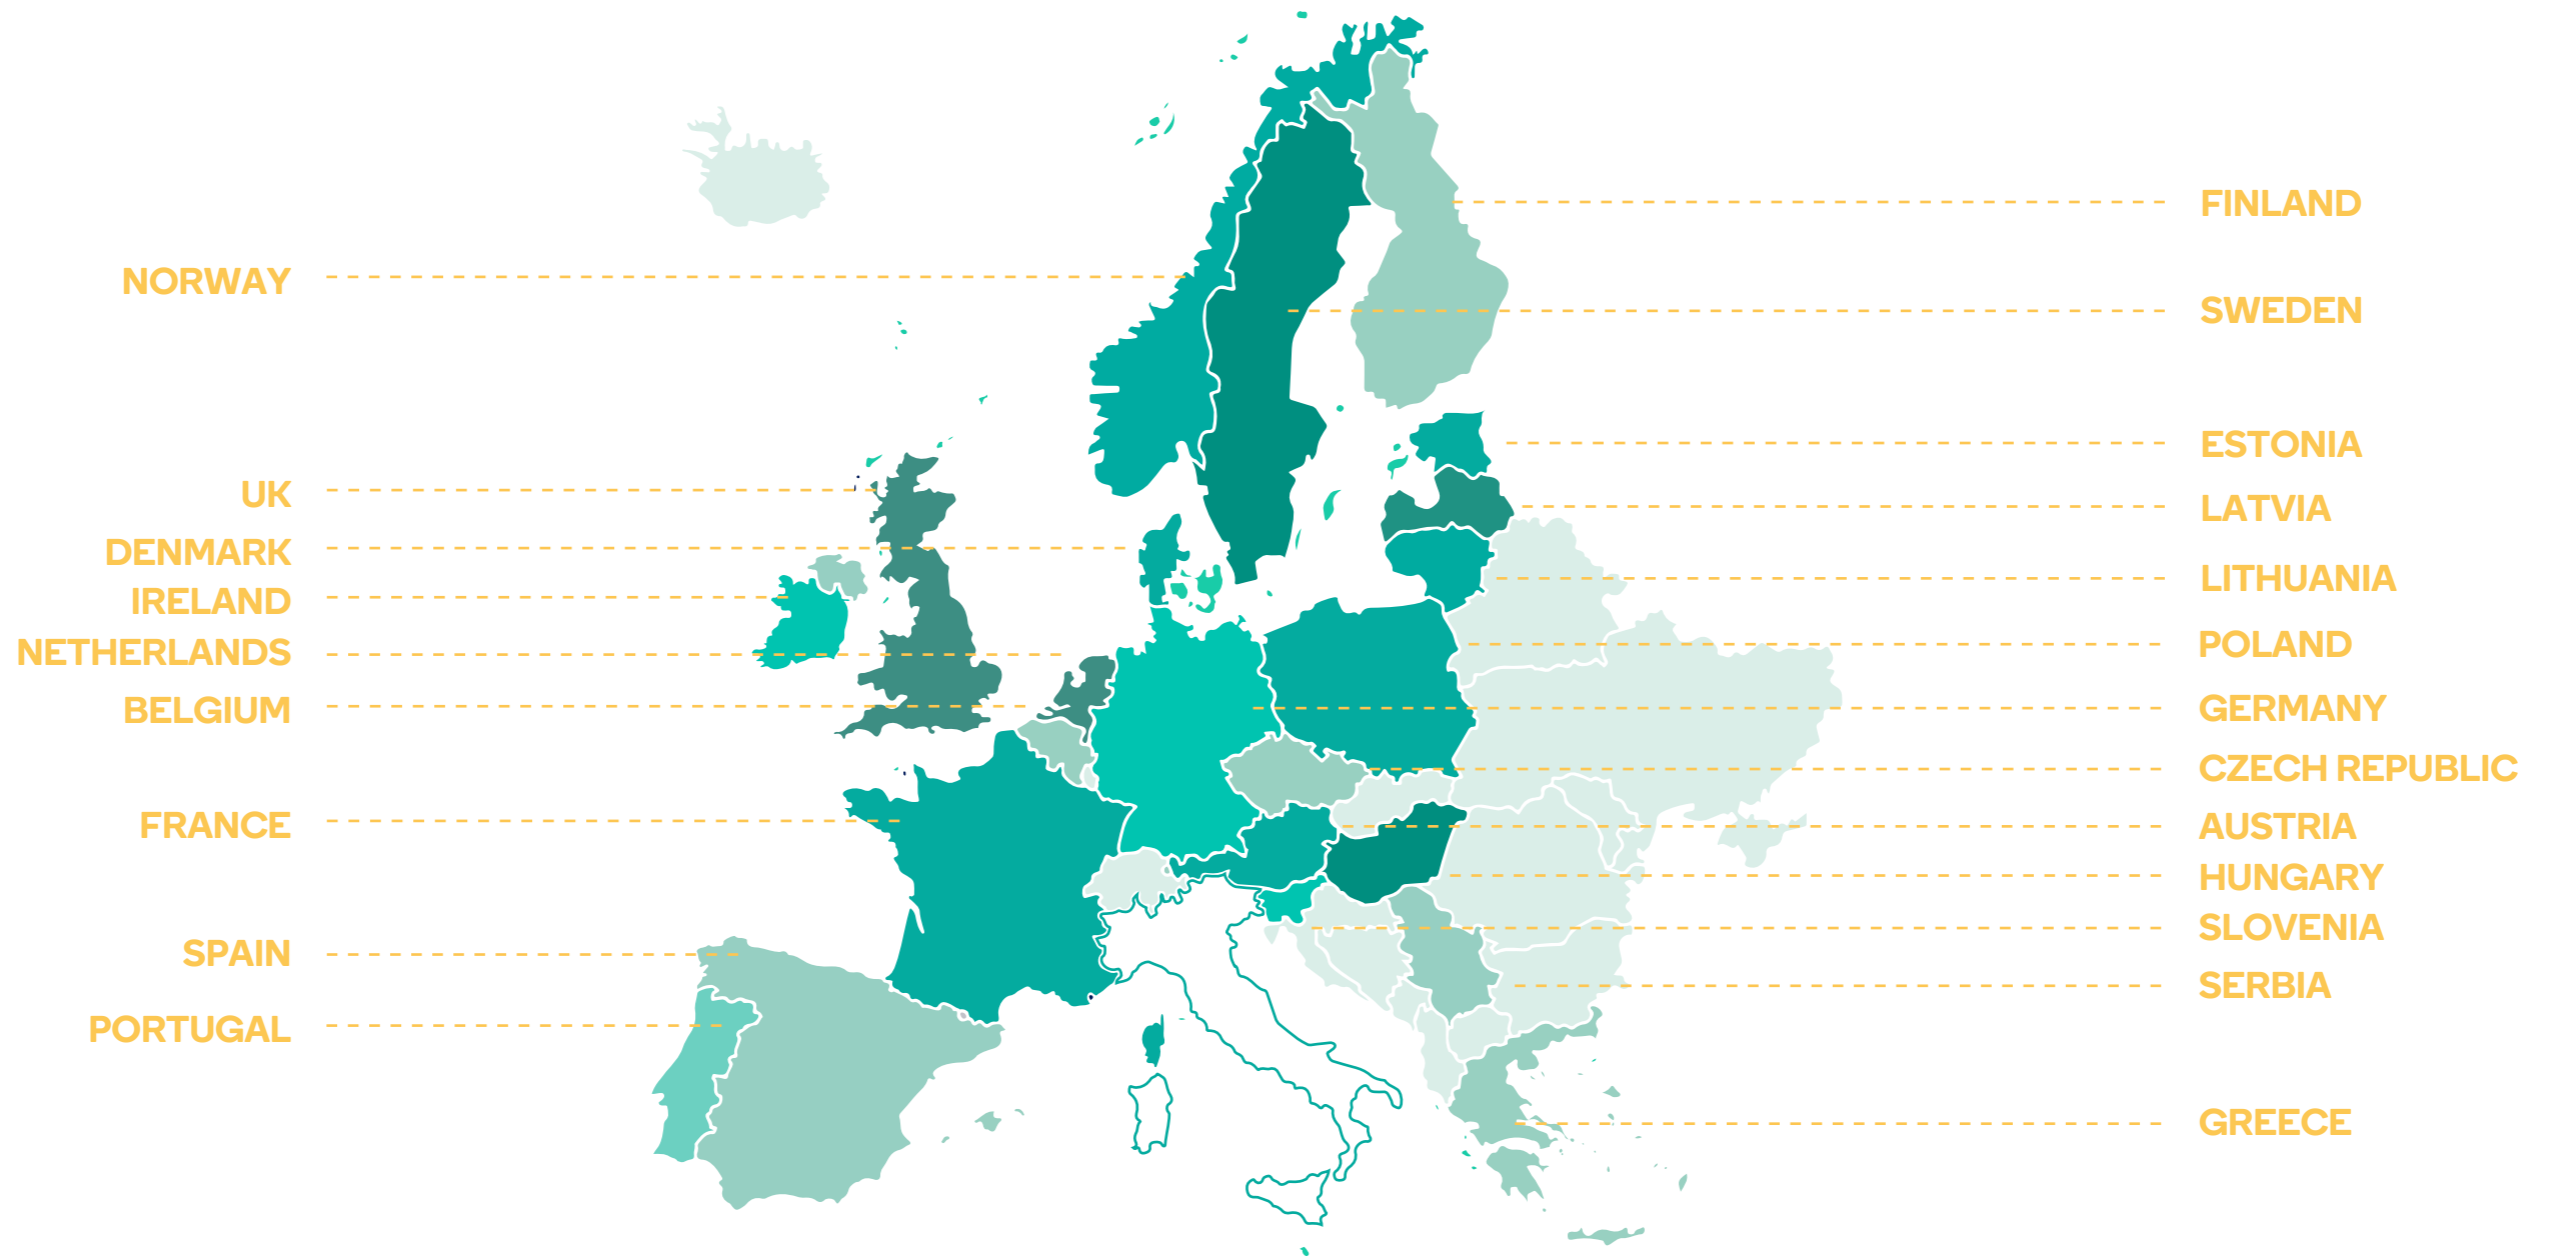 NORWAY
UK
DENMARK
IRELAND
NETHERLANDS
BELGIUM
FRANCE
SPAIN
PORTUGAL
FINLAND
SWEDEN
ESTONIA
LATVIA
LITHUANIA
POLAND
GERMANY
CZECH REPUBLIC
AUSTRIA
HUNGARY
SLOVENIA
SERBIA
GREECE